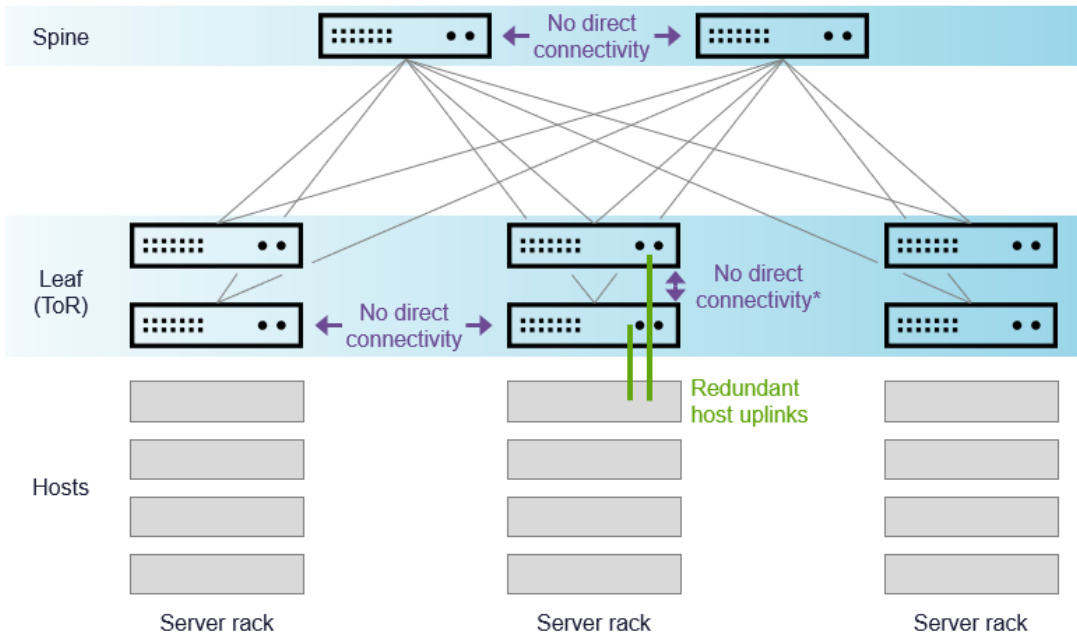 Spine
No direct
connectivity
Leaf
(ToR)
No direct
connectivity
No direct
connectivity*
Redundant
host uplinks
Hosts
Server rack
Server rack
Server rack